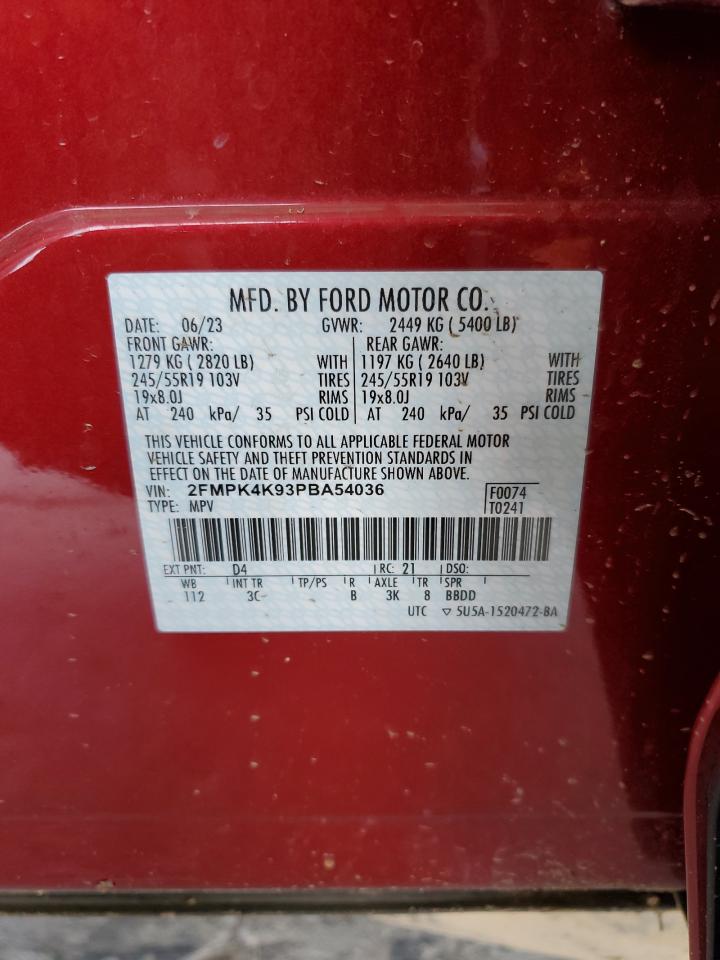 MFD. BY FORD MOTOR CO.
DATE: 06/23 GVWR: 2449 KG ( 5400 LB)
FRONT GAWR: REAR GAWR:
1279 KG ( 2820 LB) WITH 1197 KG ( 2640 LB) WITH
245/55R19 103V TIRES 245/55R19 103V TIRES
19x8.0J RIMS 19x8.0J RIMS
AT 240 kPa/ 35 PSI COLD AT 240 kPa/ 35 PSI COLD
THIS VEHICLE CONFORMS TO ALL APPLICABLE FEDERAL MOTOR
VEHICLE SAFETY AND THEFT PREVENTION STANDARDS IN
EFFECT ON THE DATE OF MANUFACTURE SHOWN ABOVE.
VIN: 2FMPK4K93PBA54036 F0074
TYPE: MPV T0241
EXT PNT: D4 RC: 21 DSO:
WB INT TR TP/PS R AXLE TR SPR
112 3C B 3K 8 BBDD
UTC ▽ 5U5A-1520472-BA